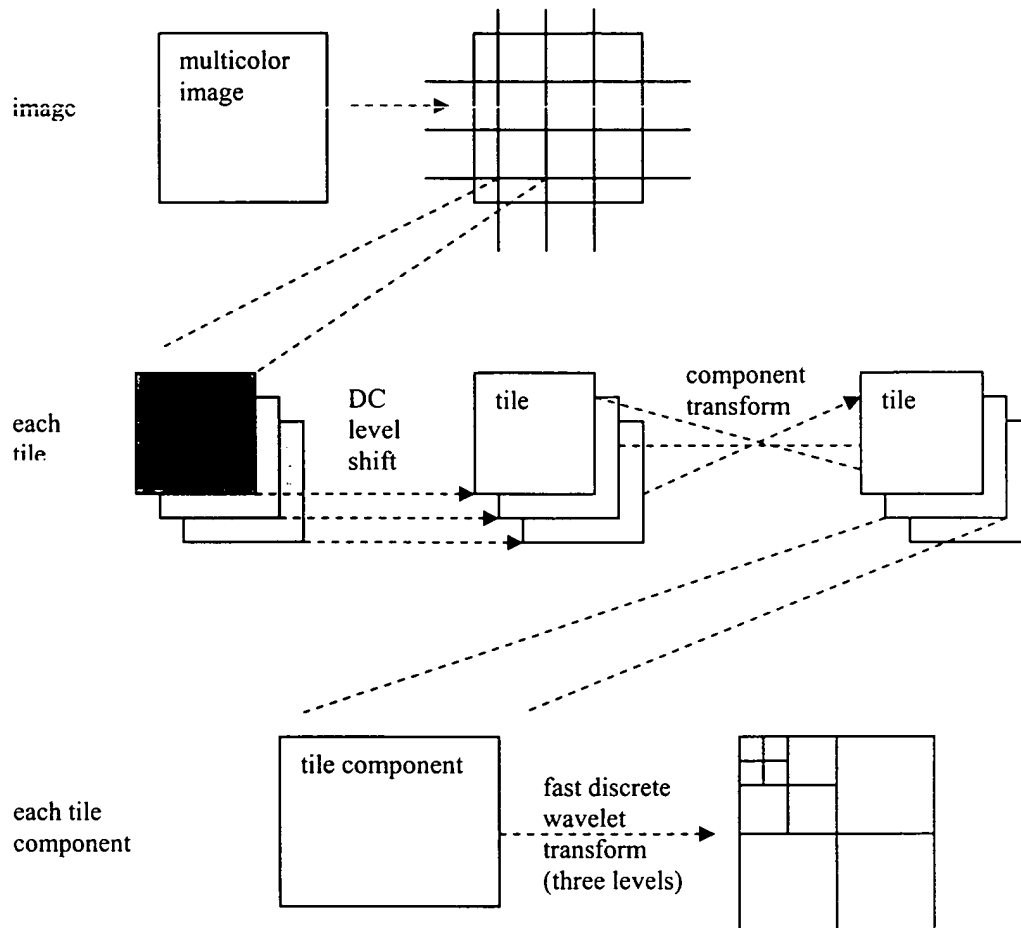 multicolor
image
image
each
tile
DC
level
shift
tile
component
transform
tile
each tile
component
tile component
fast discrete
wavelet
transform
(three levels)